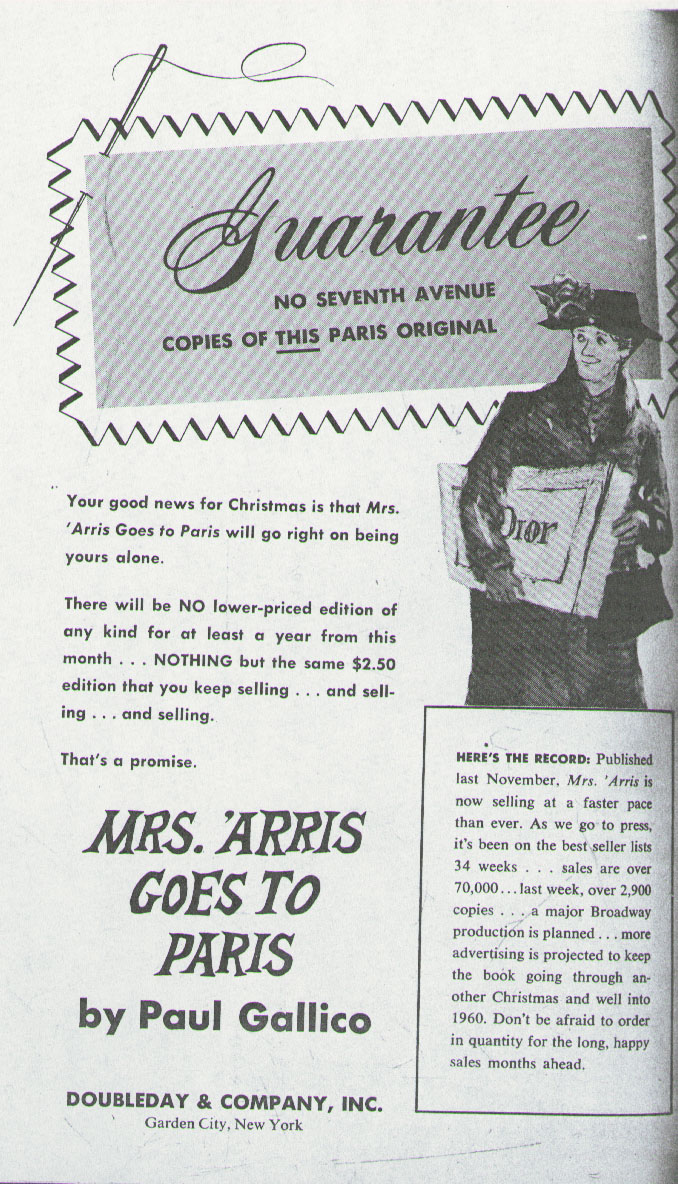 Guarantee
NO SEVENTH AVENUE
COPIES OF THIS PARIS ORIGINAL
Dior
Your good news for Christmas is that Mrs.
'Arris Goes to Paris will go right on being
yours alone.
There will be NO lower-priced edition of
any kind for at least a year from this
month . . . NOTHING but the same $2.50
edition that you keep selling . . . and sell-
ing . . . and selling.
That's a promise.
MRS. 'ARRIS
GOES TO
PARIS
by Paul Gallico
DOUBLEDAY & COMPANY, INC.
Garden City, New York
HERE'S THE RECORD: Published
last November, Mrs. 'Arris is
now selling at a faster pace
than ever. As we go to press,
it's been on the best seller lists
34 weeks . . . sales are over
70,000 . . . last week, over 2,900
copies . . . a major Broadway
production is planned . . . more
advertising is projected to keep
the book going through an-
other Christmas and well into
1960. Don't be afraid to order
in quantity for the long, happy
sales months ahead.